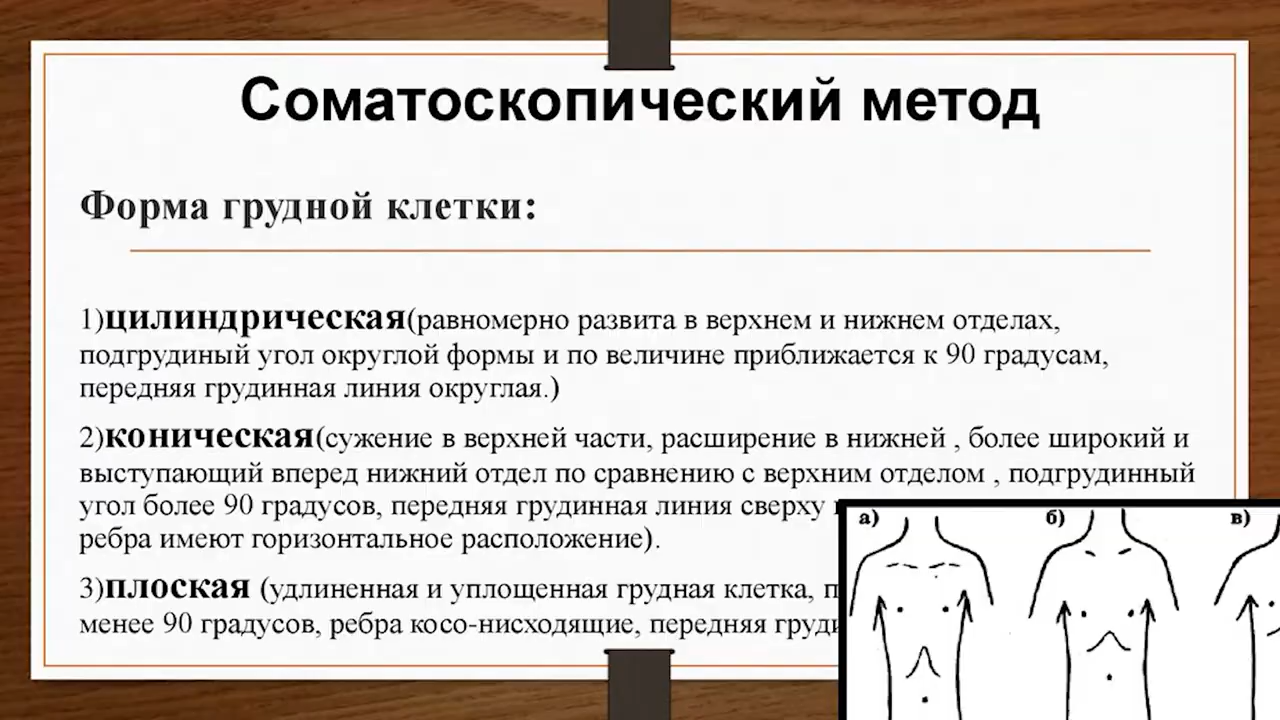 Соматоскопический метод
Форма грудной клетки:
1)цилиндрическая(равномерно развита в верхнем и нижнем отделах,
подгрудиный угол округлой формы и по величине приближается к 90 градусам,
передняя грудинная линия округлая.)
2)коническая(сужение в верхней части, расширение в нижней , более широкий и
выступающий вперед нижний отдел по сравнению с верхним отделом , подгрудинный
угол более 90 градусов, передняя грудинная линия сверху
ребра имеют горизонтальное расположение).
3)плоская (удлиненная и уплощенная грудная клетка,
менее 90 градусов, ребра косо-нисходящие, передняя
а) б) в)